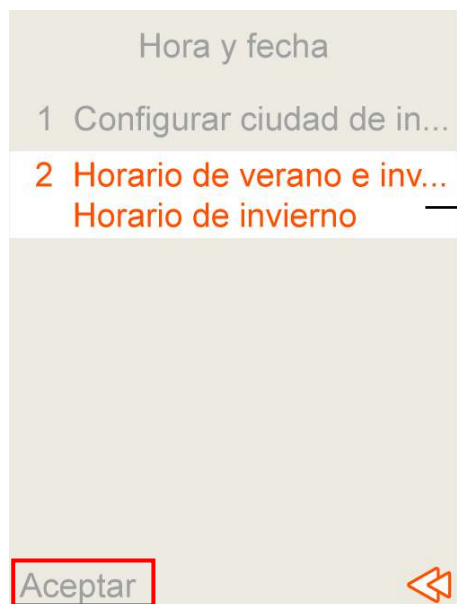 Hora y fecha
1 Configurar ciudad de in...
2 Horario de verano e inv...
Horario de invierno
Aceptar